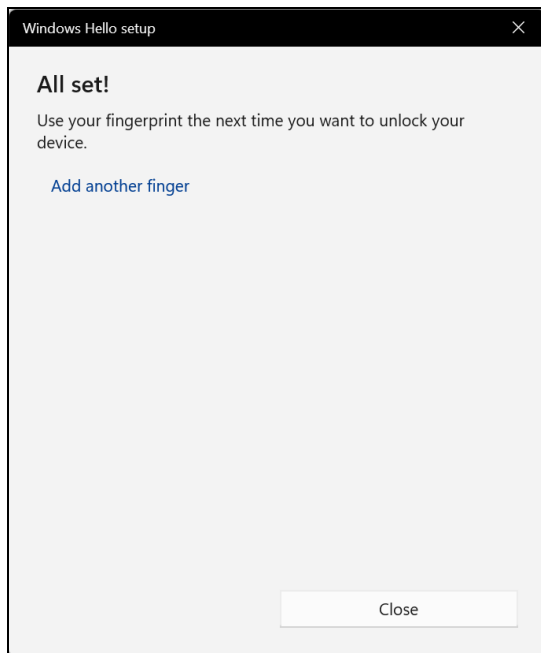 Windows Hello setup
All set!
Use your fingerprint the next time you want to unlock your
device.
Add another finger
Close